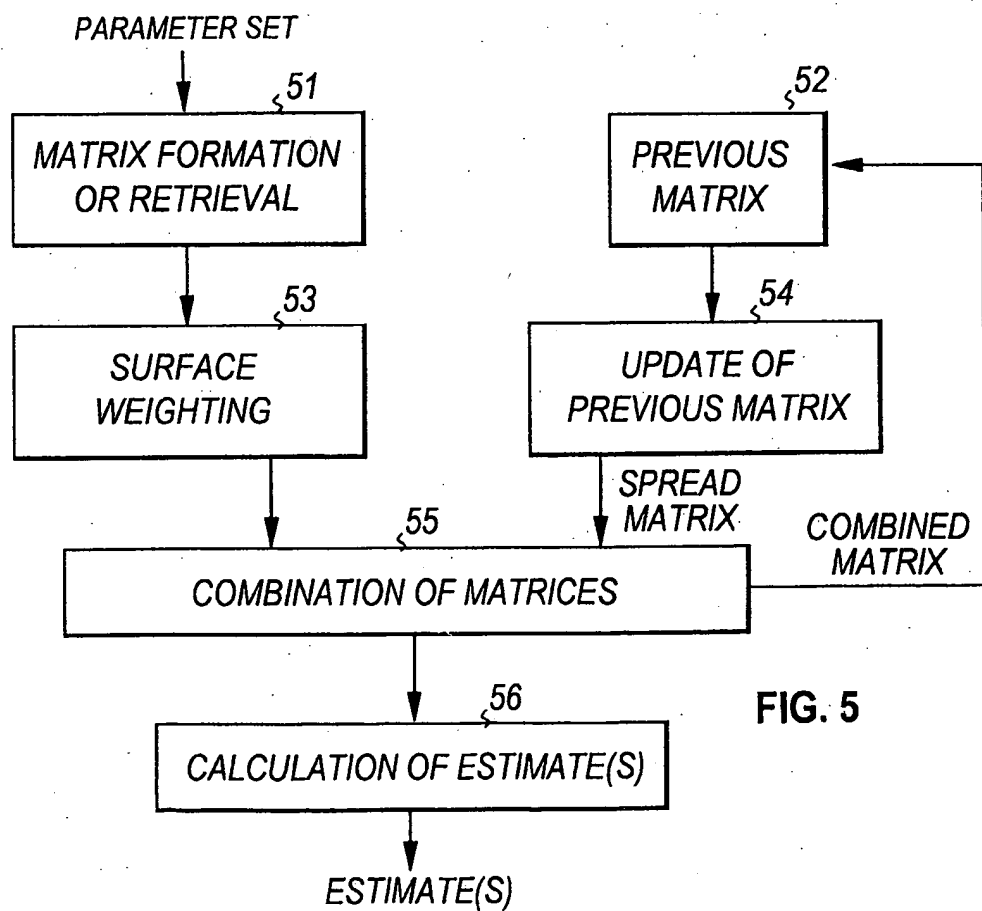 PARAMETER SET
51
MATRIX FORMATION
OR RETRIEVAL
52
PREVIOUS
MATRIX
53
SURFACE
WEIGHTING
54
UPDATE OF
PREVIOUS MATRIX
SPREAD
MATRIX
55
COMBINATION OF MATRICES
COMBINED
MATRIX
56
CALCULATION OF ESTIMATE(S)
FIG. 5
ESTIMATE(S)